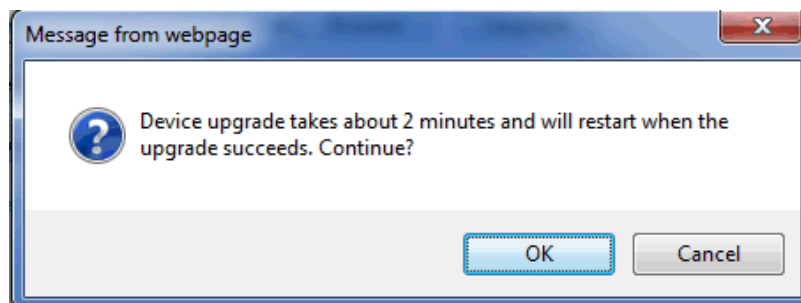 Message from webpage
Device upgrade takes about 2 minutes and will restart when the
upgrade succeeds. Continue?
OK
Cancel